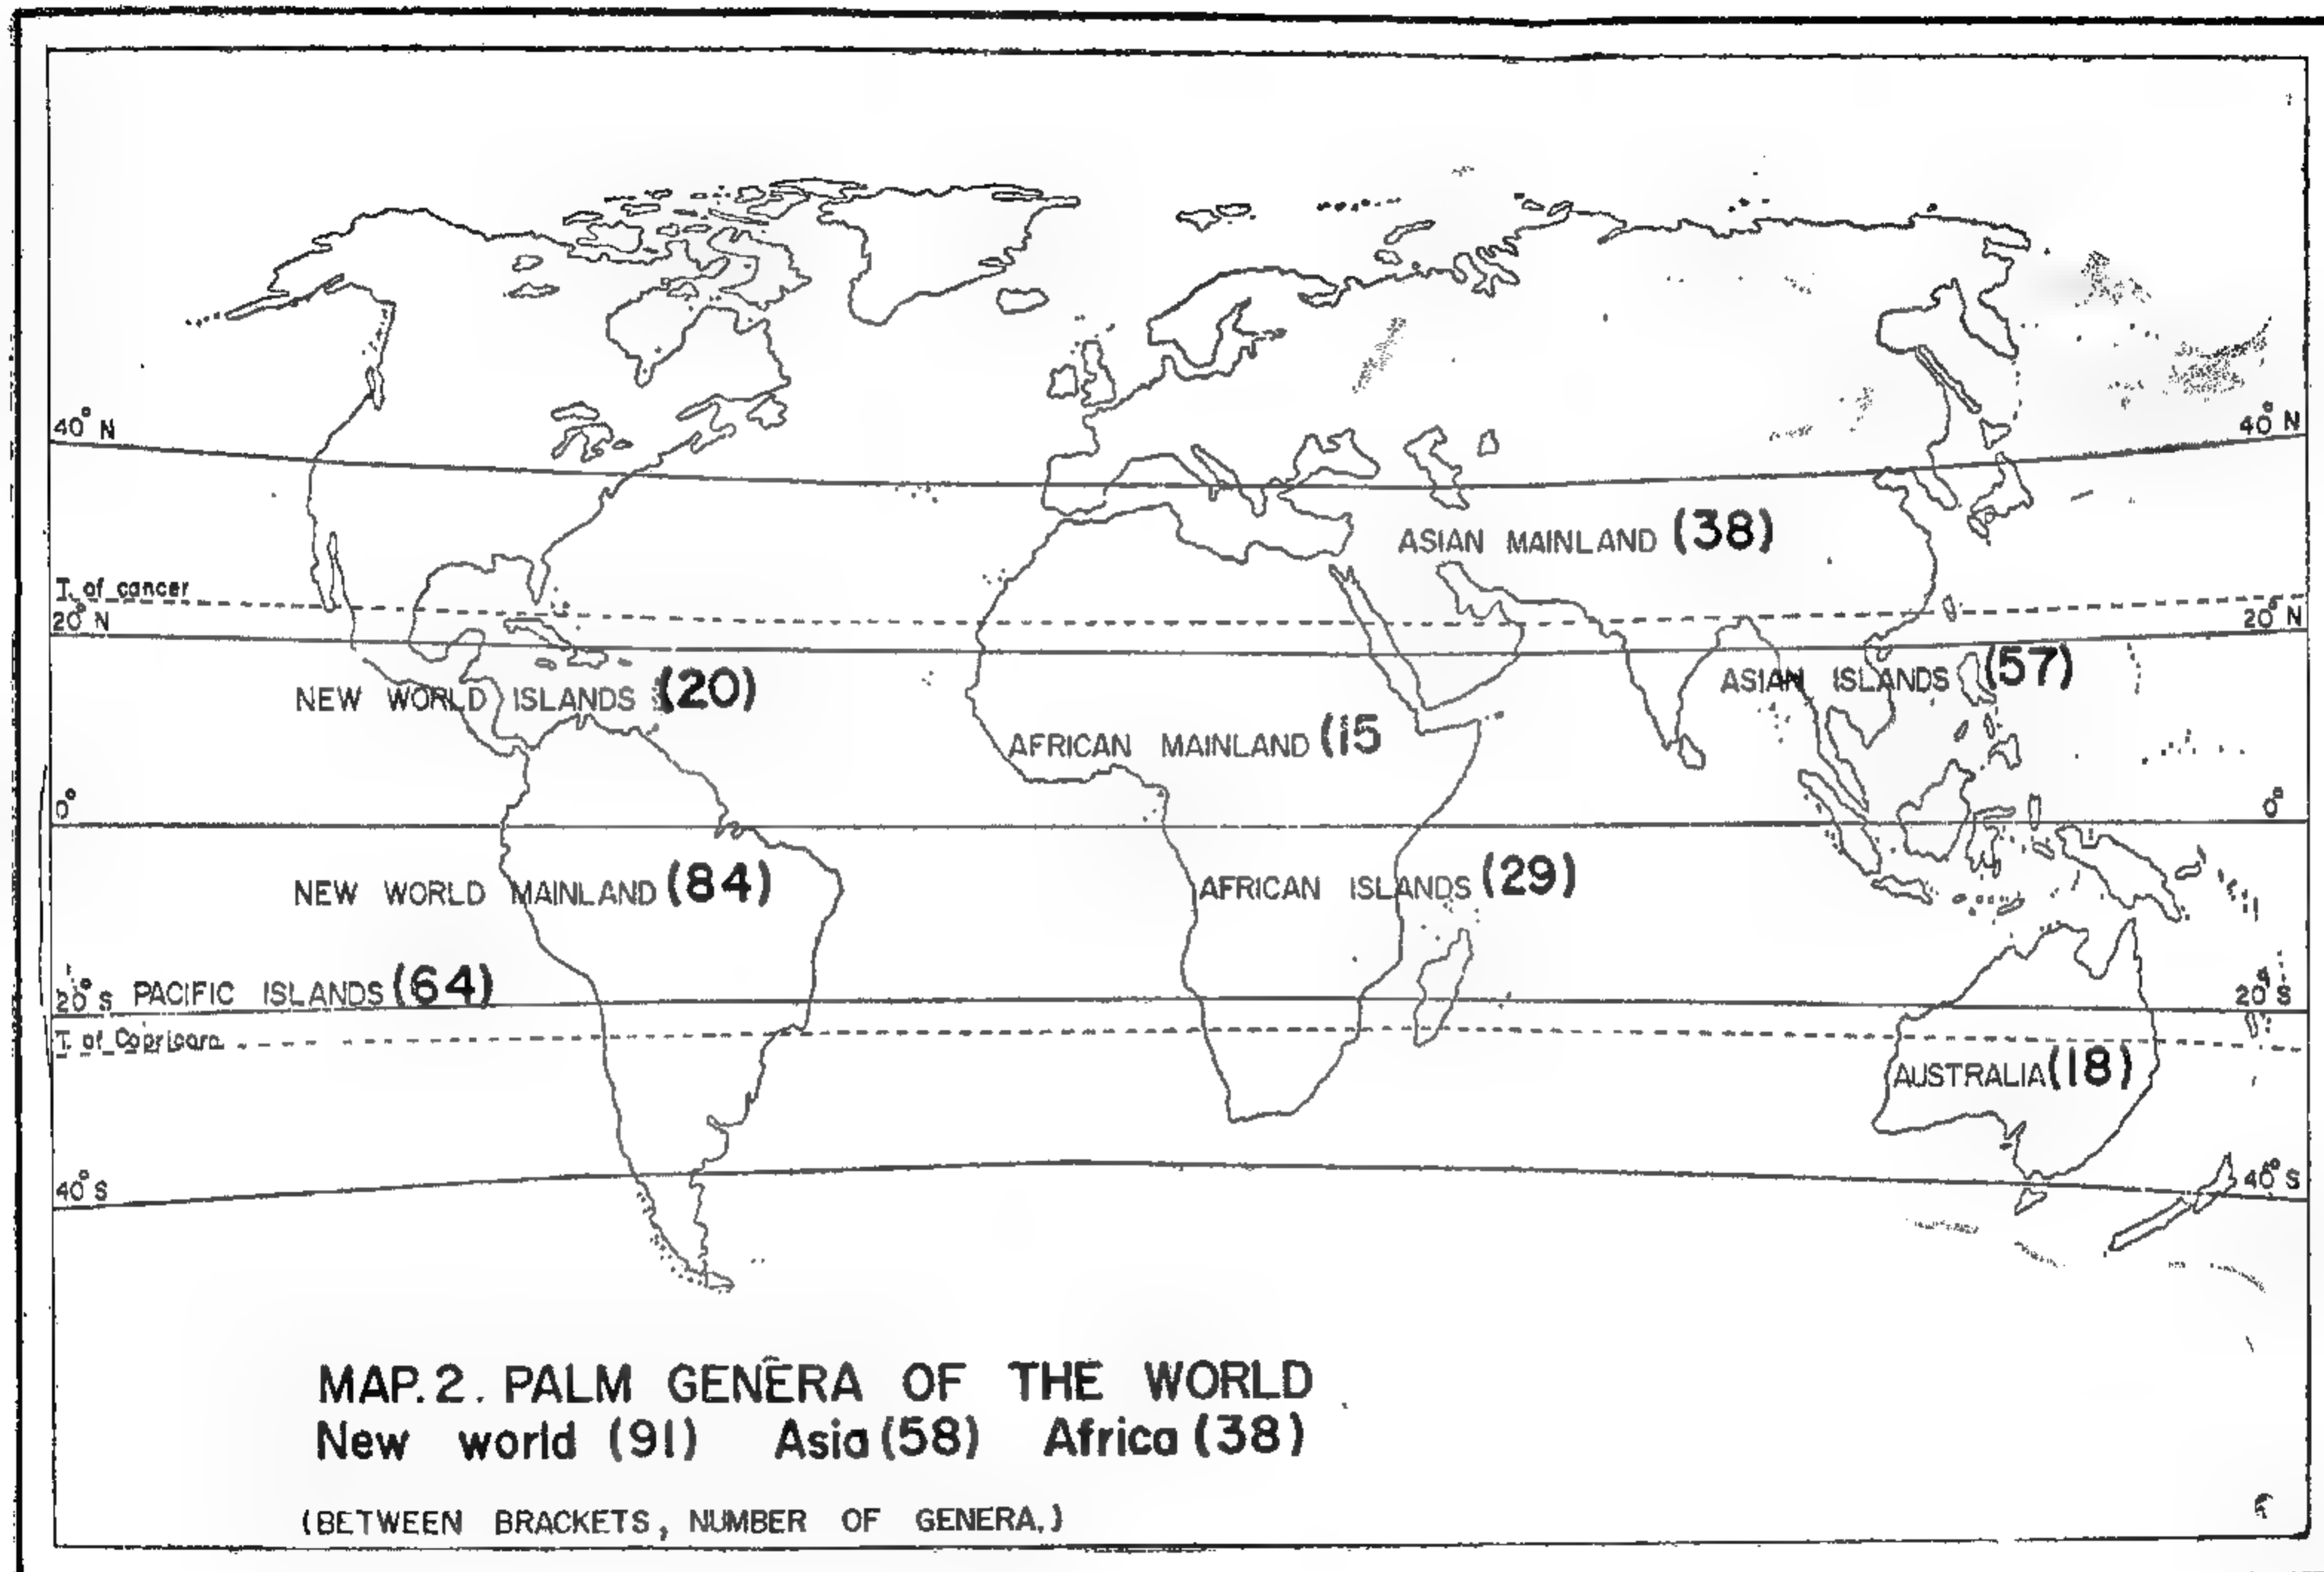 40° N
40° N
ASIAN MAINLAND (38)
T. of cancer
20° N
20° N
ASIAN ISLANDS (57)
NEW WORLD ISLANDS (20)
AFRICAN MAINLAND (15
0°
0°
NEW WORLD MAINLAND (84)
AFRICAN ISLANDS (29)
PACIFIC ISLANDS (64)
20° S
20° S
T. of
AUSTRALIA (18)
40° S
40° S
MAP. 2. PALM GENERA OF THE WORLD
New world (91) Asia (58) Africa (38)
(BETWEEN BRACKETS, NUMBER OF GENERA.)